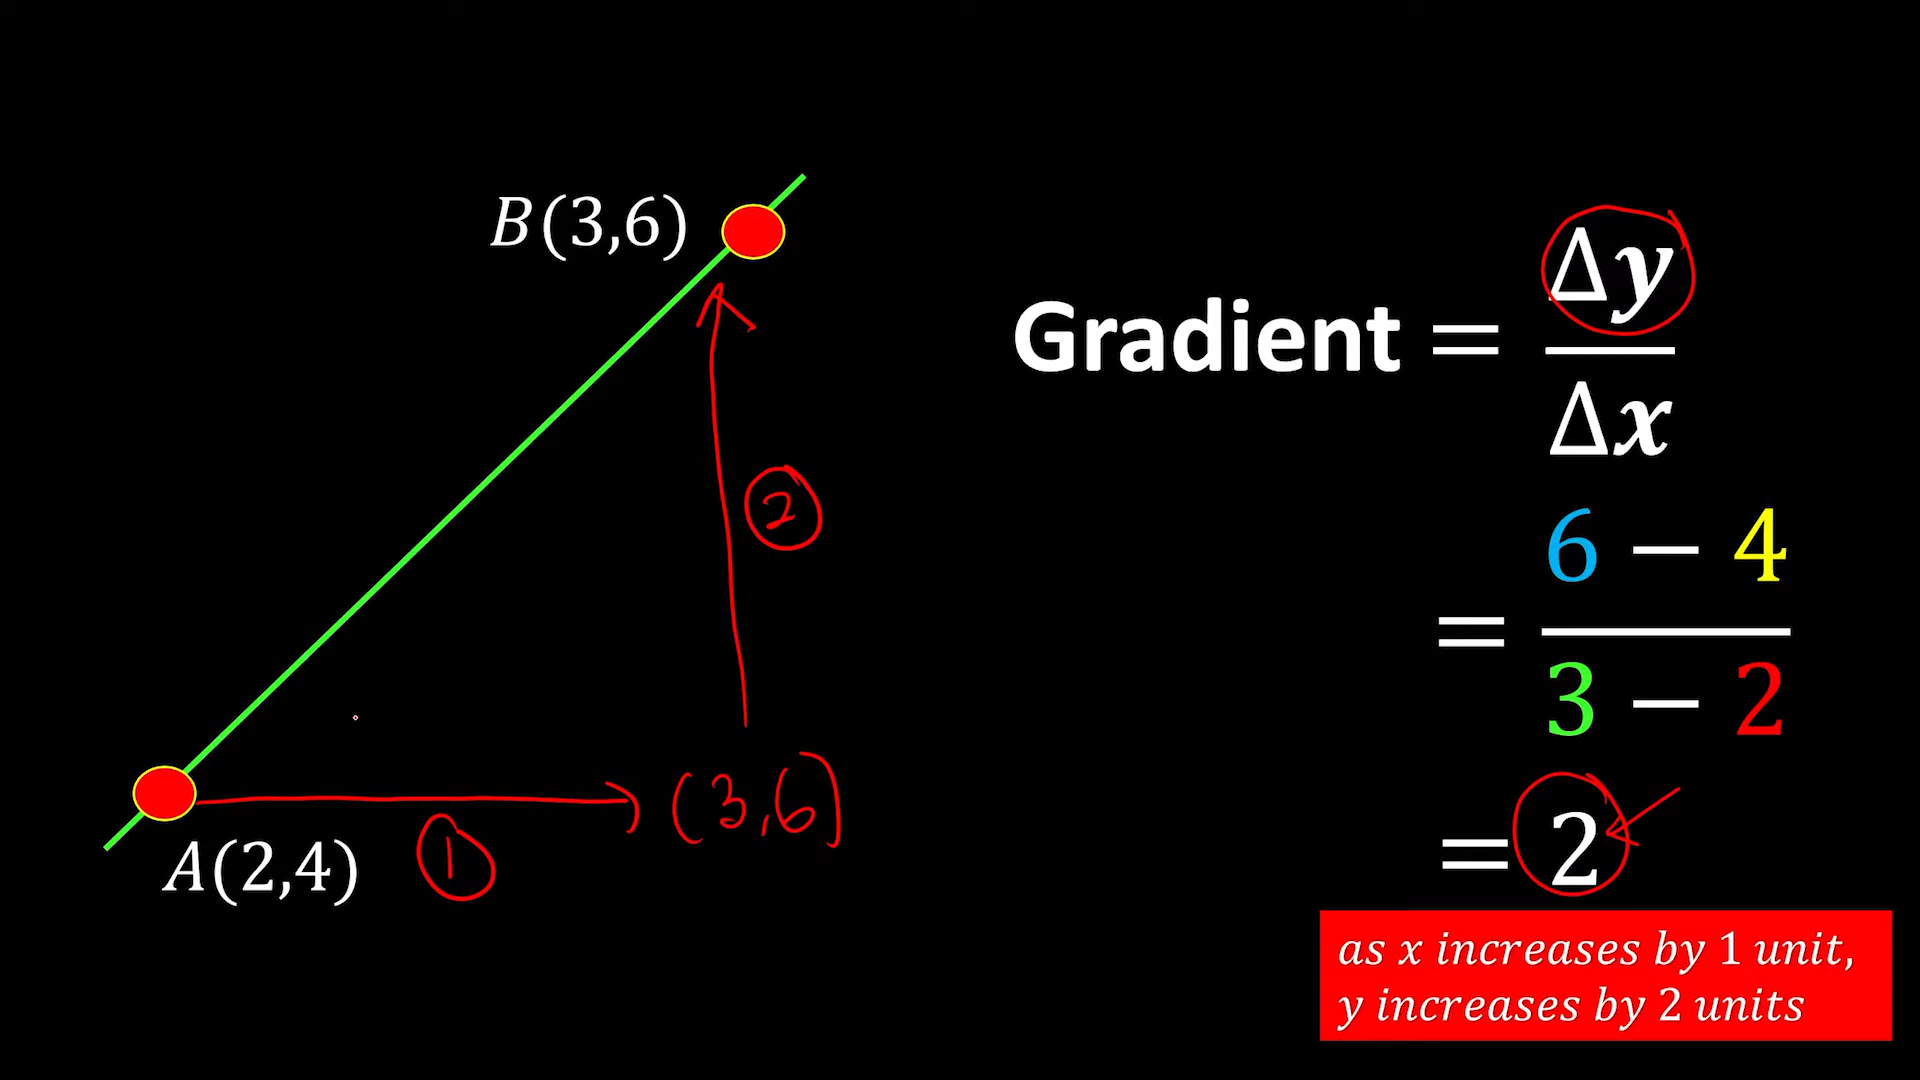 B(3,6)
2
(3,6)
1
A(2,4)
Gradient = Δy
Δx
= 6 − 4
3 − 2
= 2
as x increases by 1 unit,
y increases by 2 units